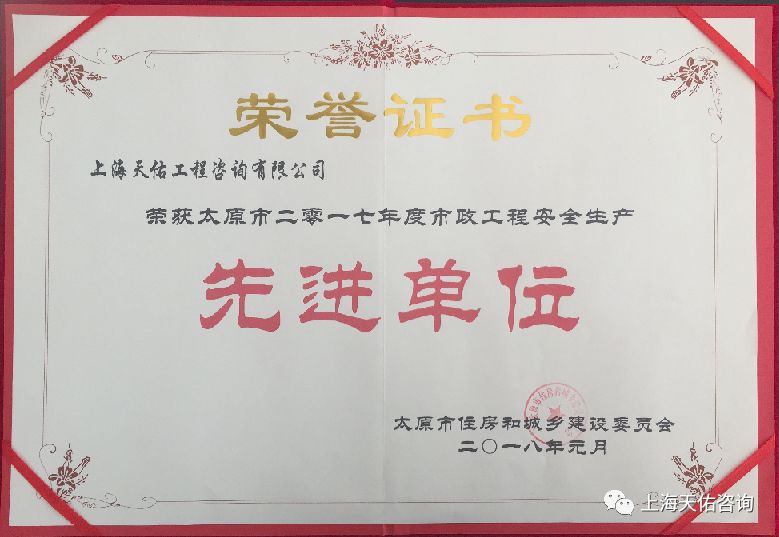 荣誉证书
上海天佑工程咨询有限公司
荣获太原市二零一七年度市政工程安全生产
先进单位
太原市住房和城乡建设委员会
二〇一八年元月
上海天佑咨询